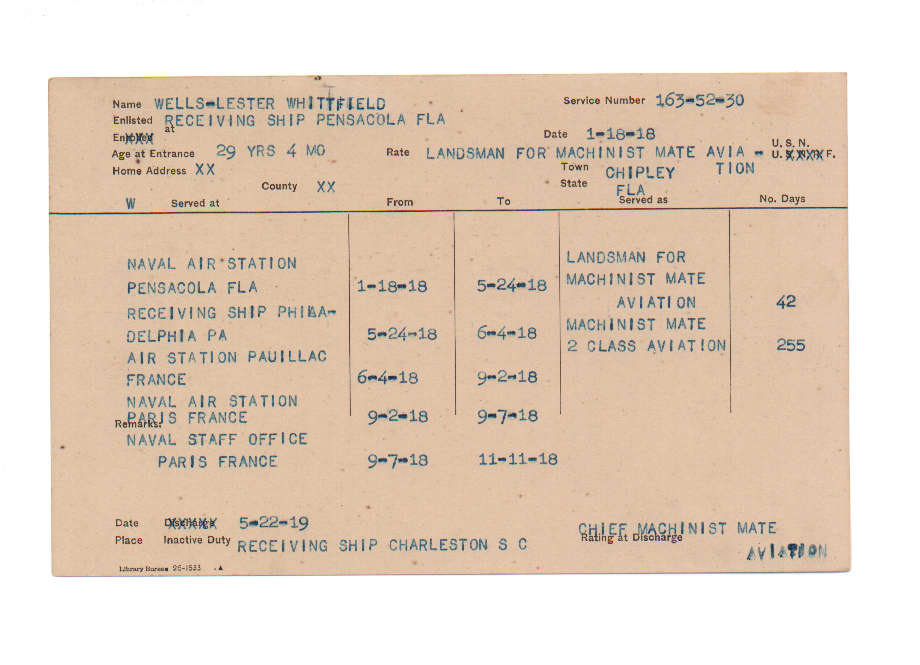 Name WELLS-LESTER WHITTFIELD Service Number 163-52-30
Enlisted at RECEIVING SHIP PENSACOLA FLA
XXX Date 1-18-18
Age at Entrance 29 YRS 4 MO Rate LANDSMAN FOR MACHINIST MATE AVIA- U. S. N.
TION U. XXXX F.
Home Address XX Town CHIPLEY
County XX State FLA
W Served at From To Served as No. Days
NAVAL AIR STATION LANDSMAN FOR
PENSACOLA FLA 1-18-18 5-24-18 MACHINIST MATE
RECEIVING SHIP PHILA- AVIATION 42
DELPHIA PA 5-24-18 6-4-18 MACHINIST MATE
AIR STATION PAUILLAC 2 CLASS AVIATION 255
FRANCE 6-4-18 9-2-18
NAVAL AIR STATION
PARIS FRANCE 9-2-18 9-7-18
Remarks:
NAVAL STAFF OFFICE
PARIS FRANCE 9-7-18 11-11-18
Date XXXXX 5-22-19 CHIEF MACHINIST MATE
Place Inactive Duty RECEIVING SHIP CHARLESTON S C Rating at Discharge
AVIATION
Library Bureau 26-1533 A